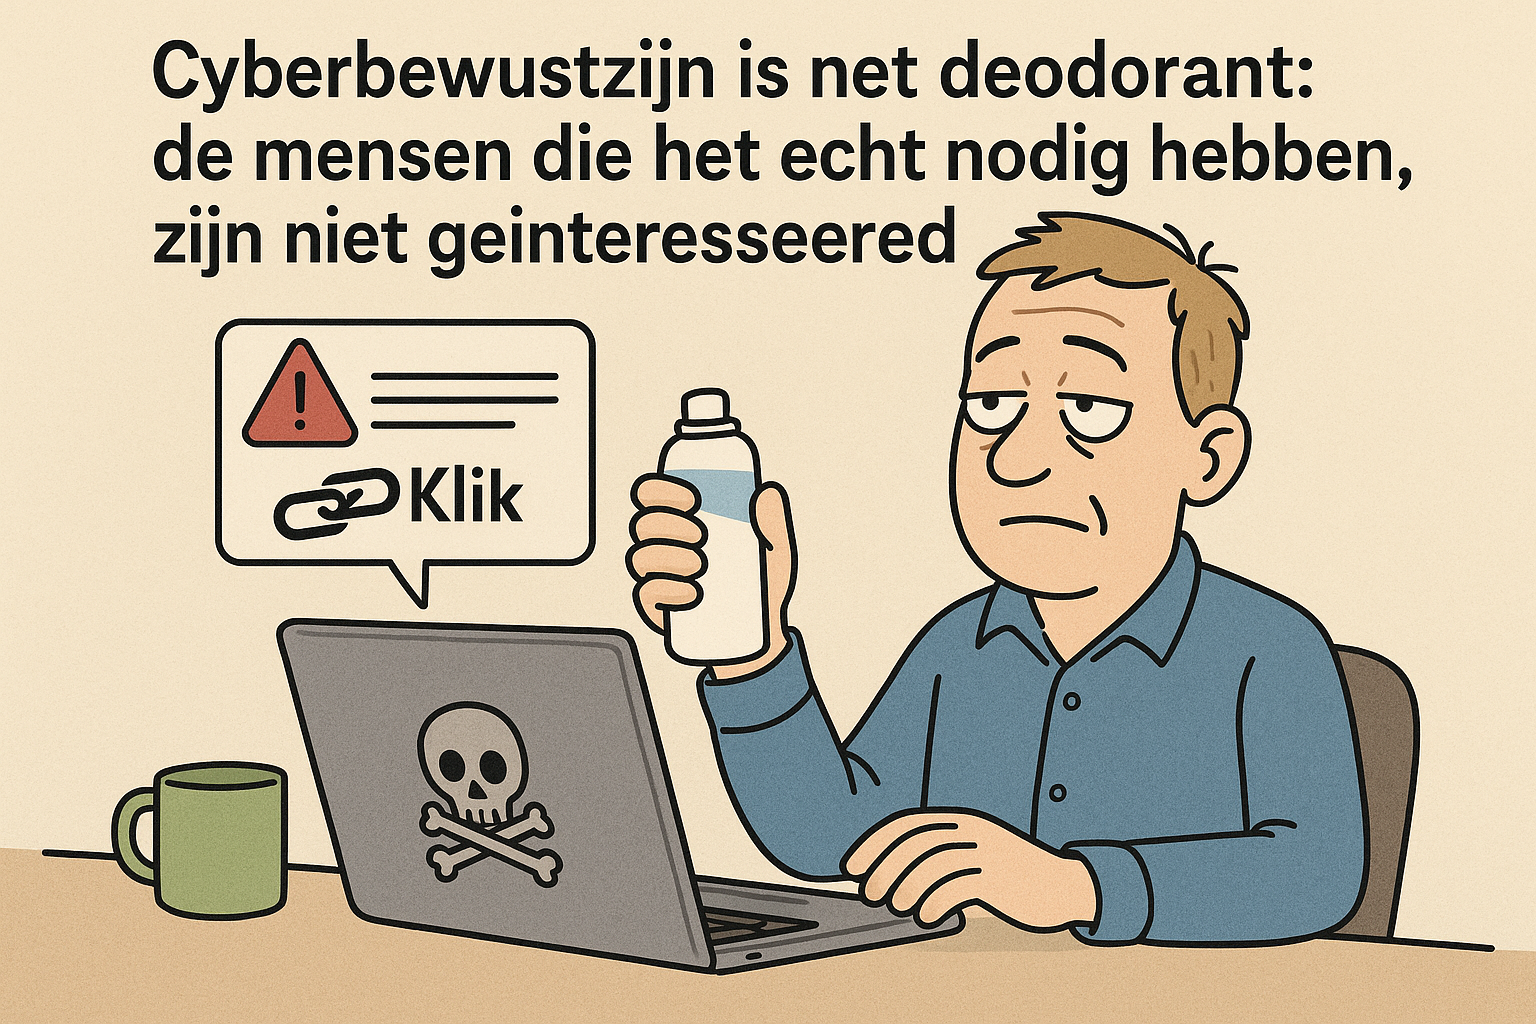 Cyberbewustzijn is net deodorant:
de mensen die het echt nodig hebben,
zijn niet geinteresseered
!
Klik